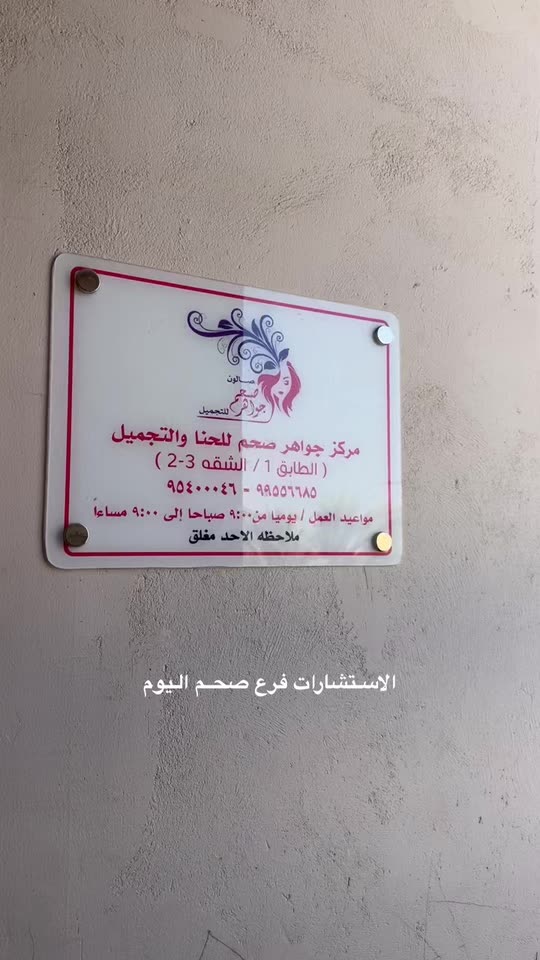 صالون
جواهر صحم
للتجميل
مركز جواهر صحم للحنا والتجميل
( الطابق 1 / الشقه 3-2 )
٩٩٥٥٦٦٨٥ - ٩٥٤٠٠٠٤٦
مواعيد العمل / يوميا من ٩:٠٠ صباحا إلى ٩:٠٠ مساءا
ملاحظه الاحد مغلق
الاستشارات فرع صحم اليوم